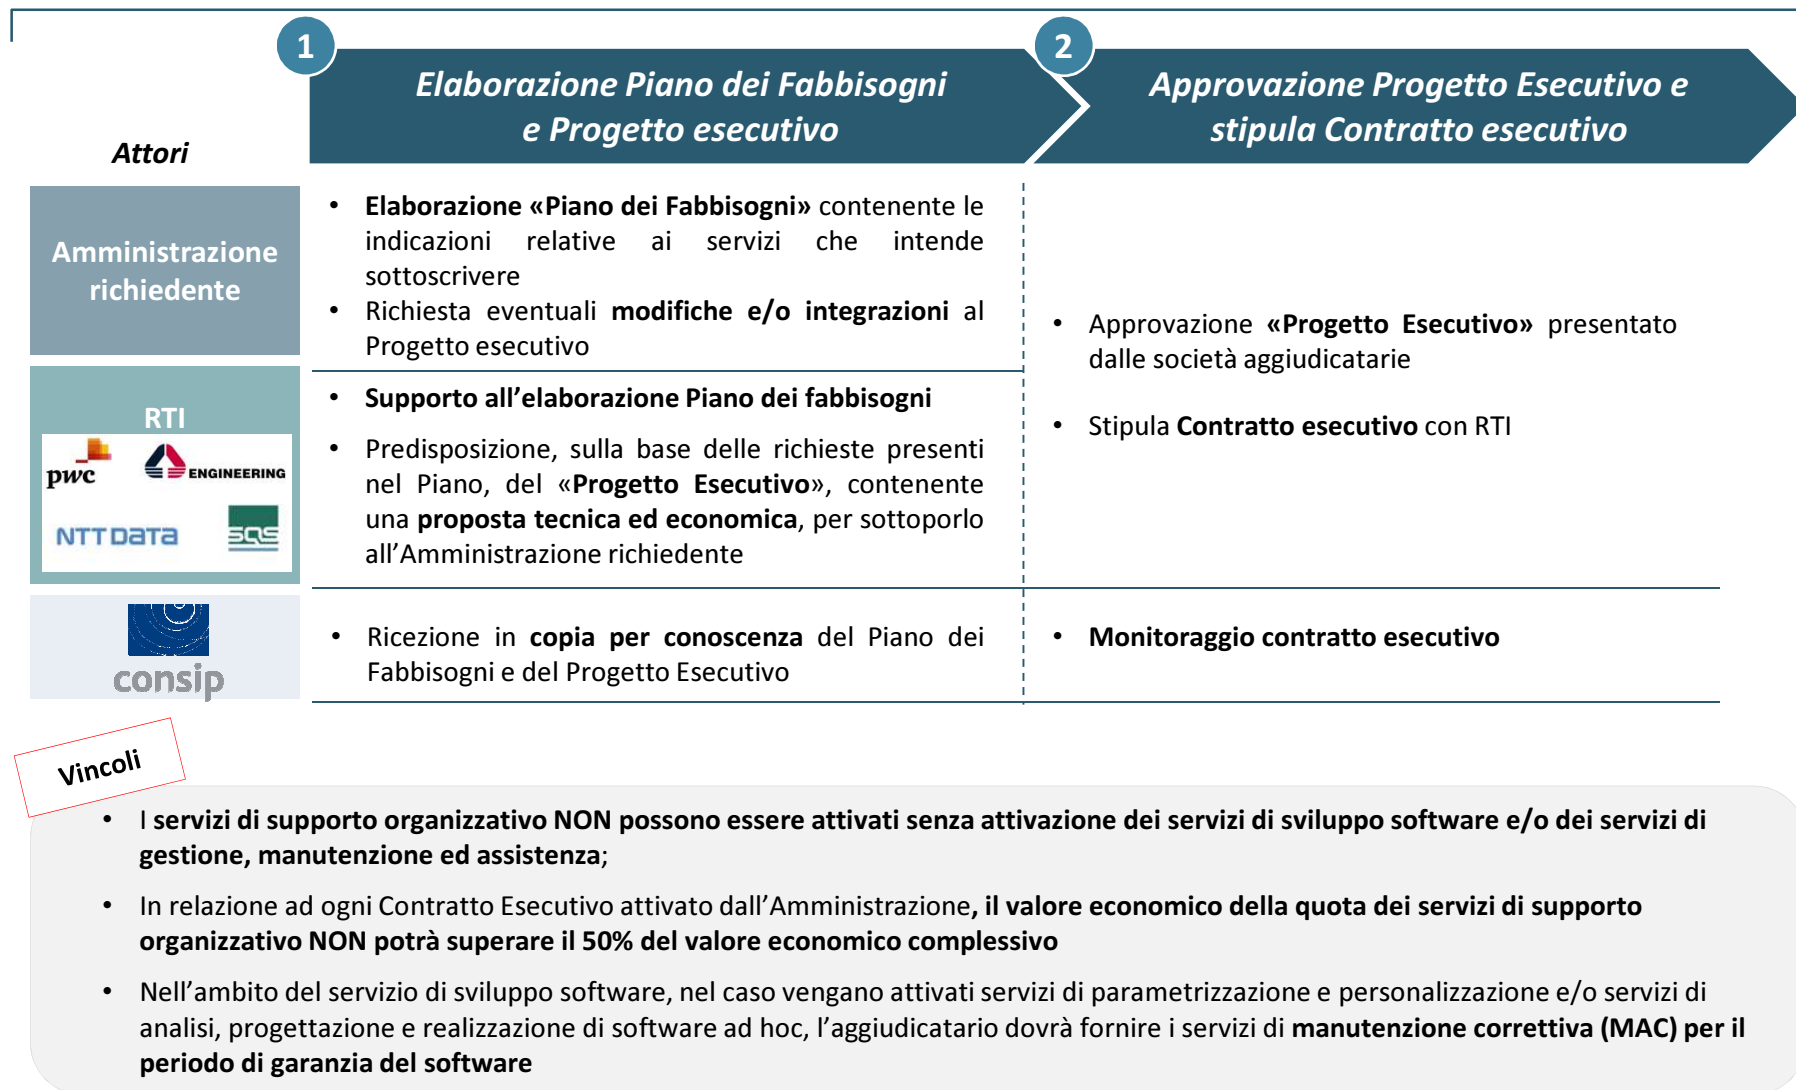 1
Elaborazione Piano dei Fabbisogni
e Progetto esecutivo
2
Approvazione Progetto Esecutivo e
stipula Contratto esecutivo
Attori
Amministrazione
richiedente
• Elaborazione «Piano dei Fabbisogni» contenente le
indicazioni relative ai servizi che intende
sottoscrivere
• Richiesta eventuali modifiche e/o integrazioni al
Progetto esecutivo
RTI
pwc
ENGINEERING
NTT DATA
SQS
• Supporto all’elaborazione Piano dei fabbisogni
• Predisposizione, sulla base delle richieste presenti
nel Piano, del «Progetto Esecutivo», contenente
una proposta tecnica ed economica, per sottoporlo
all’Amministrazione richiedente
• Approvazione «Progetto Esecutivo» presentato
dalle società aggiudicatarie
• Stipula Contratto esecutivo con RTI
consip
• Ricezione in copia per conoscenza del Piano dei
Fabbisogni e del Progetto Esecutivo
• Monitoraggio contratto esecutivo
Vincoli
• I servizi di supporto organizzativo NON possono essere attivati senza attivazione dei servizi di sviluppo software e/o dei servizi di
gestione, manutenzione ed assistenza;
• In relazione ad ogni Contratto Esecutivo attivato dall’Amministrazione, il valore economico della quota dei servizi di supporto
organizzativo NON potrà superare il 50% del valore economico complessivo
• Nell’ambito del servizio di sviluppo software, nel caso vengano attivati servizi di parametrizzazione e personalizzazione e/o servizi di
analisi, progettazione e realizzazione di software ad hoc, l’aggiudicatario dovrà fornire i servizi di manutenzione correttiva (MAC) per il
periodo di garanzia del software